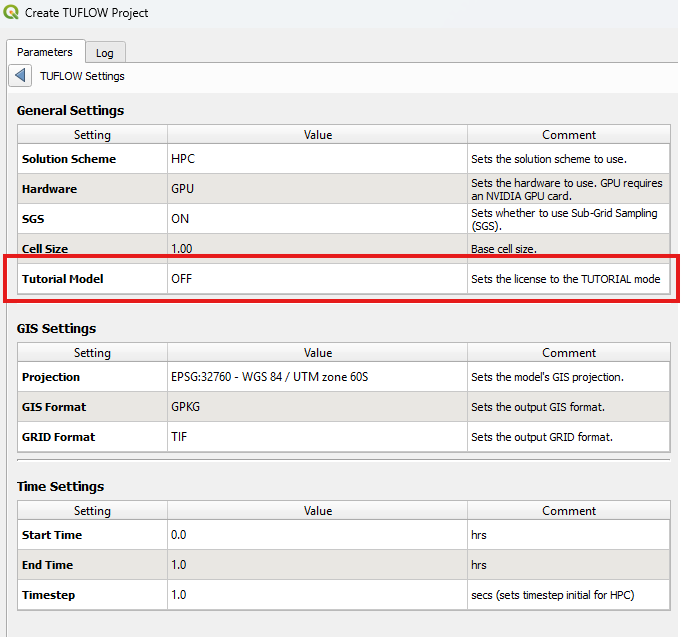 Create TUFLOW Project
Parameters Log
TUFLOW Settings
General Settings
Setting Value Comment
Solution Scheme HPC Sets the solution scheme to use.
Hardware GPU Sets the hardware to use. GPU requires
an NVIDIA GPU card.
SGS ON Sets whether to use Sub-Grid Sampling
(SGS).
Cell Size 1.00 Base cell size.
Tutorial Model OFF Sets the license to the TUTORIAL mode
GIS Settings
Setting Value Comment
Projection EPSG:32760 - WGS 84 / UTM zone 60S Sets the model's GIS projection.
GIS Format GPKG Sets the output GIS format.
GRID Format TIF Sets the output GRID format.
Time Settings
Setting Value Comment
Start Time 0.0 hrs
End Time 1.0 hrs
Timestep 1.0 secs (sets timestep initial for HPC)